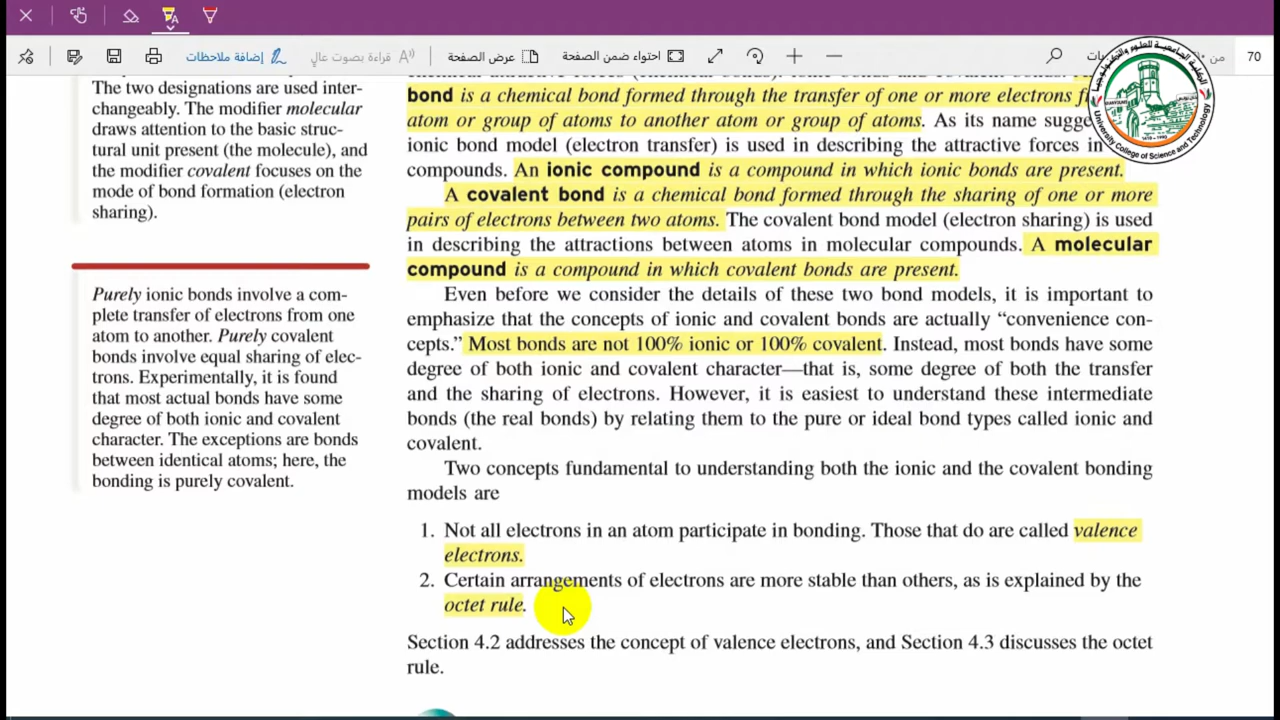 إضافة ملاحظات
قراءة بصوت عالٍ
عرض الصفحة
احتواء ضمن الصفحة
من
70
The two designations are used inter-
changeably. The modifier molecular
draws attention to the basic struc-
tural unit present (the molecule), and
the modifier covalent focuses on the
mode of bond formation (electron
sharing).
Purely ionic bonds involve a com-
plete transfer of electrons from one
atom to another. Purely covalent
bonds involve equal sharing of elec-
trons. Experimentally, it is found
that most actual bonds have some
degree of both ionic and covalent
character. The exceptions are bonds
between identical atoms; here, the
bonding is purely covalent.
bond is a chemical bond formed through the transfer of one or more electrons
atom or group of atoms to another atom or group of atoms. As its name
ionic bond model (electron transfer) is used in describing the attractive forces in
compounds. An ionic compound is a compound in which ionic bonds are present.
A covalent bond is a chemical bond formed through the sharing of one or more
pairs of electrons between two atoms. The covalent bond model (electron sharing) is used
in describing the attractions between atoms in molecular compounds. A molecular
compound is a compound in which covalent bonds are present.
Even before we consider the details of these two bond models, it is important to
emphasize that the concepts of ionic and covalent bonds are actually “convenience con-
cepts.” Most bonds are not 100% ionic or 100% covalent. Instead, most bonds have some
degree of both ionic and covalent character—that is, some degree of both the transfer
and the sharing of electrons. However, it is easiest to understand these intermediate
bonds (the real bonds) by relating them to the pure or ideal bond types called ionic and
covalent.
Two concepts fundamental to understanding both the ionic and the covalent bonding
models are
1. Not all electrons in an atom participate in bonding. Those that do are called valence
electrons.
2. Certain arrangements of electrons are more stable than others, as is explained by the
octet rule.
Section 4.2 addresses the concept of valence electrons, and Section 4.3 discusses the octet
rule.
University College of Science and Technology